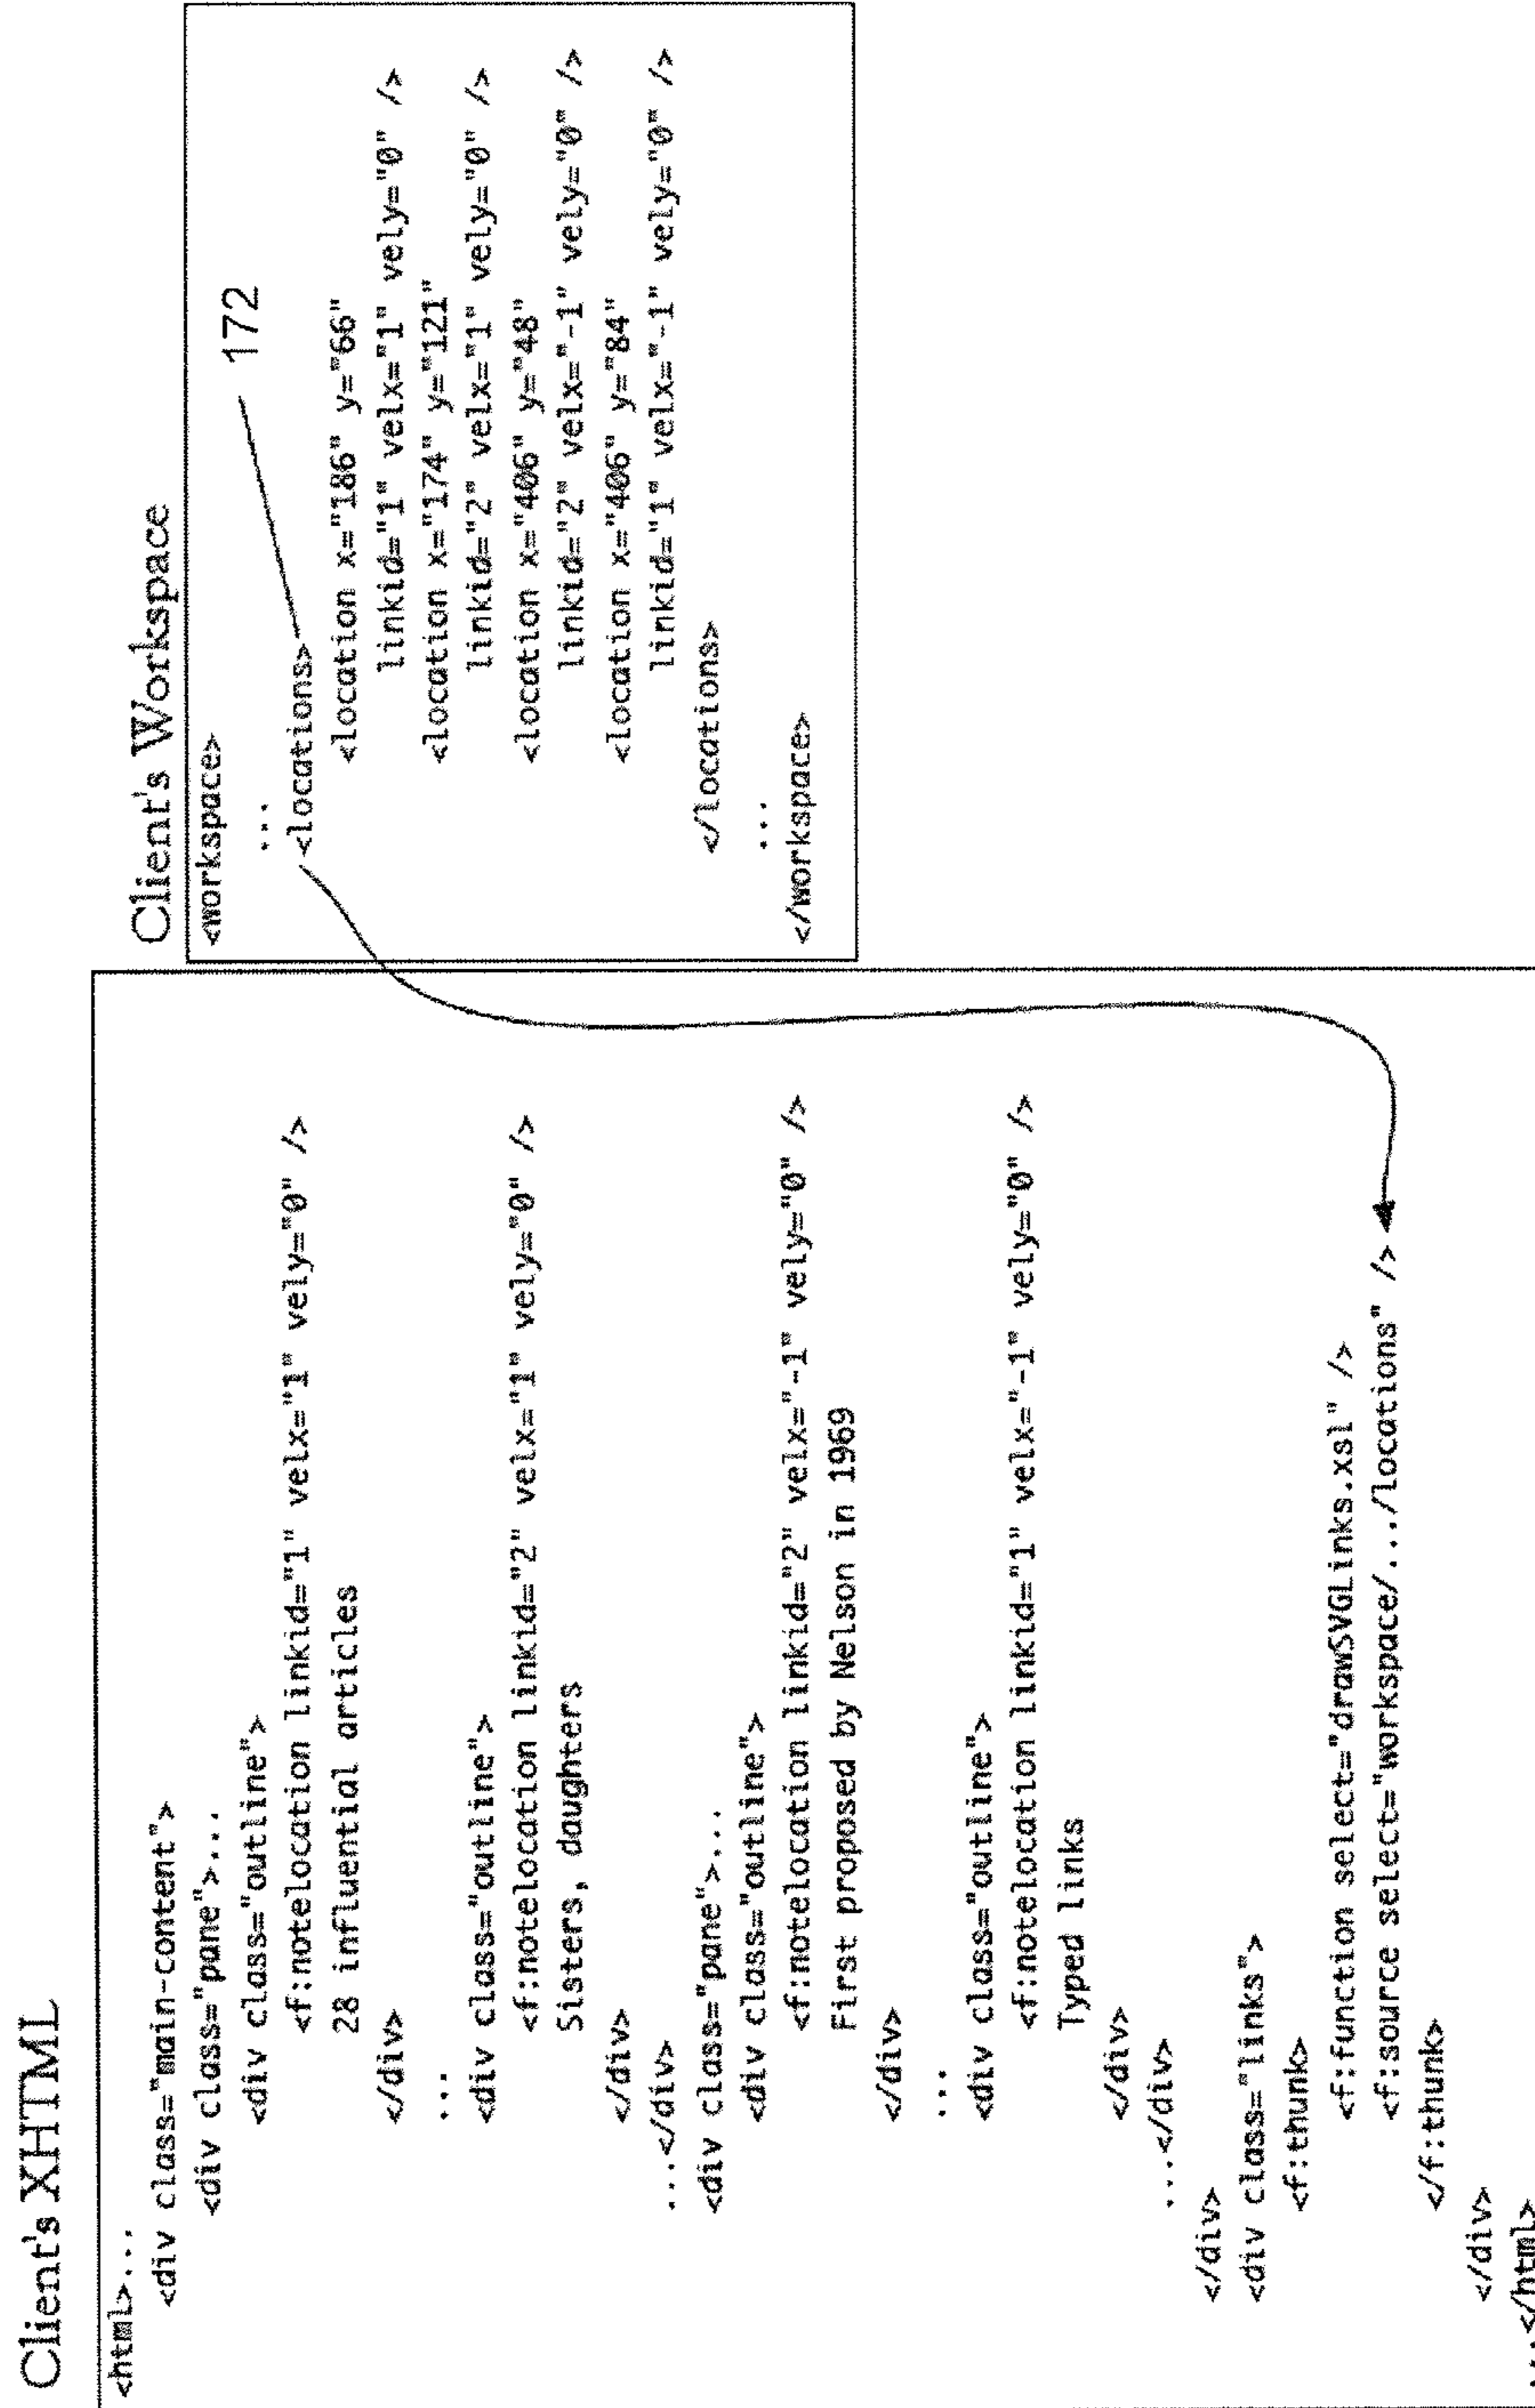 Client's XHTML
<html>...
<div class="main-content">
<div class="pane">...
<div class="outline">
<f:notelocation linkid="1" velx="1" vely="0" />
28 influential articles
</div>
...
<div class="outline">
<f:notelocation linkid="2" velx="1" vely="0" />
Sisters, daughters
</div>
...</div>
<div class="pane">...
<div class="outline">
<f:notelocation linkid="2" velx="-1" vely="0" />
First proposed by Nelson in 1969
</div>
...
<div class="outline">
<f:notelocation linkid="1" velx="-1" vely="0" />
Typed links
</div>
...</div>
</div>
<div class="links">
<f:thunk>
<f:function select="drawSVGLinks.xsl" />
<f:source select="workspace/.../locations" />
</f:thunk>
</div>
...</html>
Client's Workspace
<workspace>
...
<locations>
172
<location x="186" y="66"
linkid="1" velx="1" vely="0" />
<location x="174" y="121"
linkid="2" velx="1" vely="0" />
<location x="406" y="48"
linkid="2" velx="-1" vely="0" />
<location x="406" y="84"
linkid="1" velx="-1" vely="0" />
</locations>
...
</workspace>